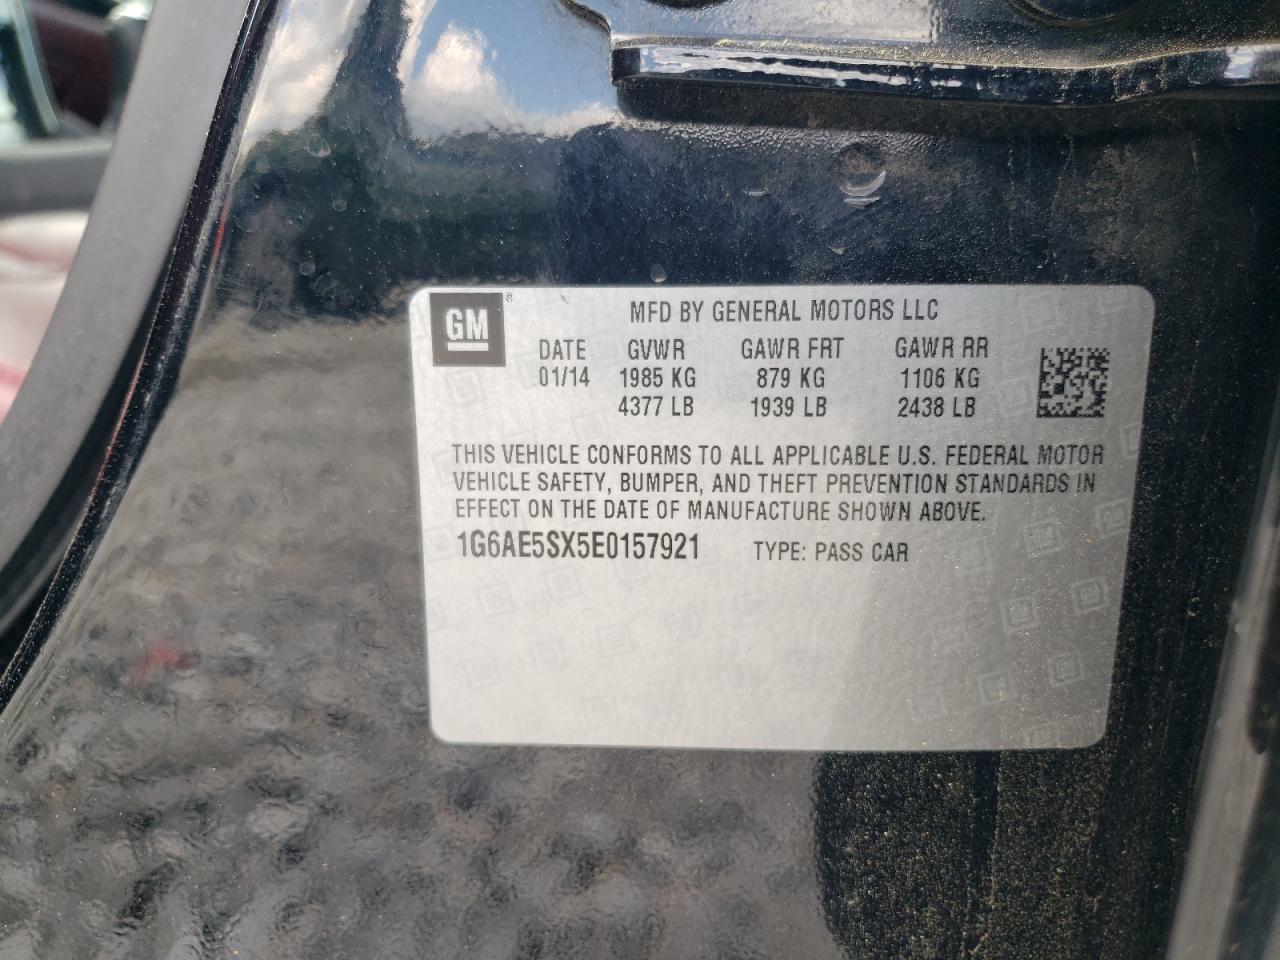 GM
®
MFD BY GENERAL MOTORS LLC
DATE GVWR GAWR FRT GAWR RR
01/14 1985 KG 879 KG 1106 KG
4377 LB 1939 LB 2438 LB
THIS VEHICLE CONFORMS TO ALL APPLICABLE U.S. FEDERAL MOTOR
VEHICLE SAFETY, BUMPER, AND THEFT PREVENTION STANDARDS IN
EFFECT ON THE DATE OF MANUFACTURE SHOWN ABOVE.
1G6AE5SX5E0157921 TYPE: PASS CAR